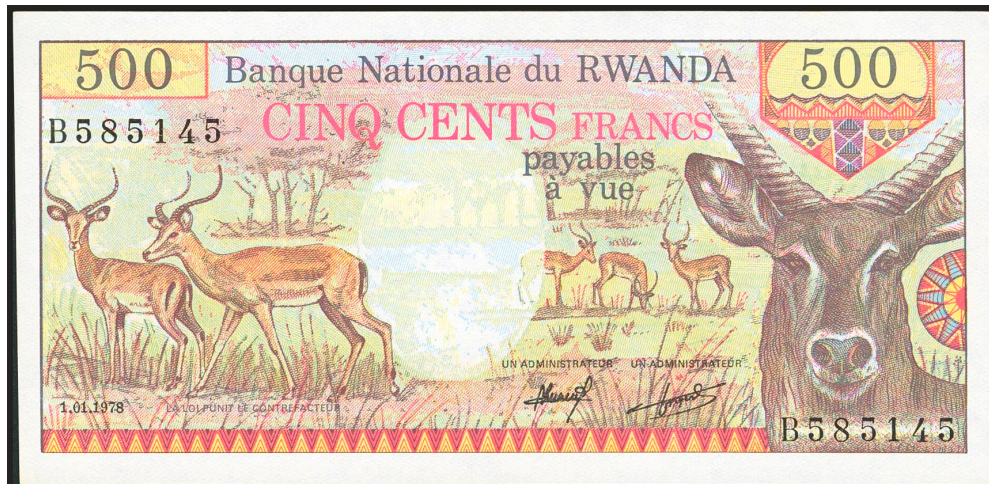 500 Banque Nationale du RWANDA 500
B585145 CINQ CENTS FRANCS
payables
à vue
UN ADMINISTRATEUR UN ADMINISTRATEUR
1.01.1978 LA LOI PUNIT LE CONTREFACTEUR
B585145